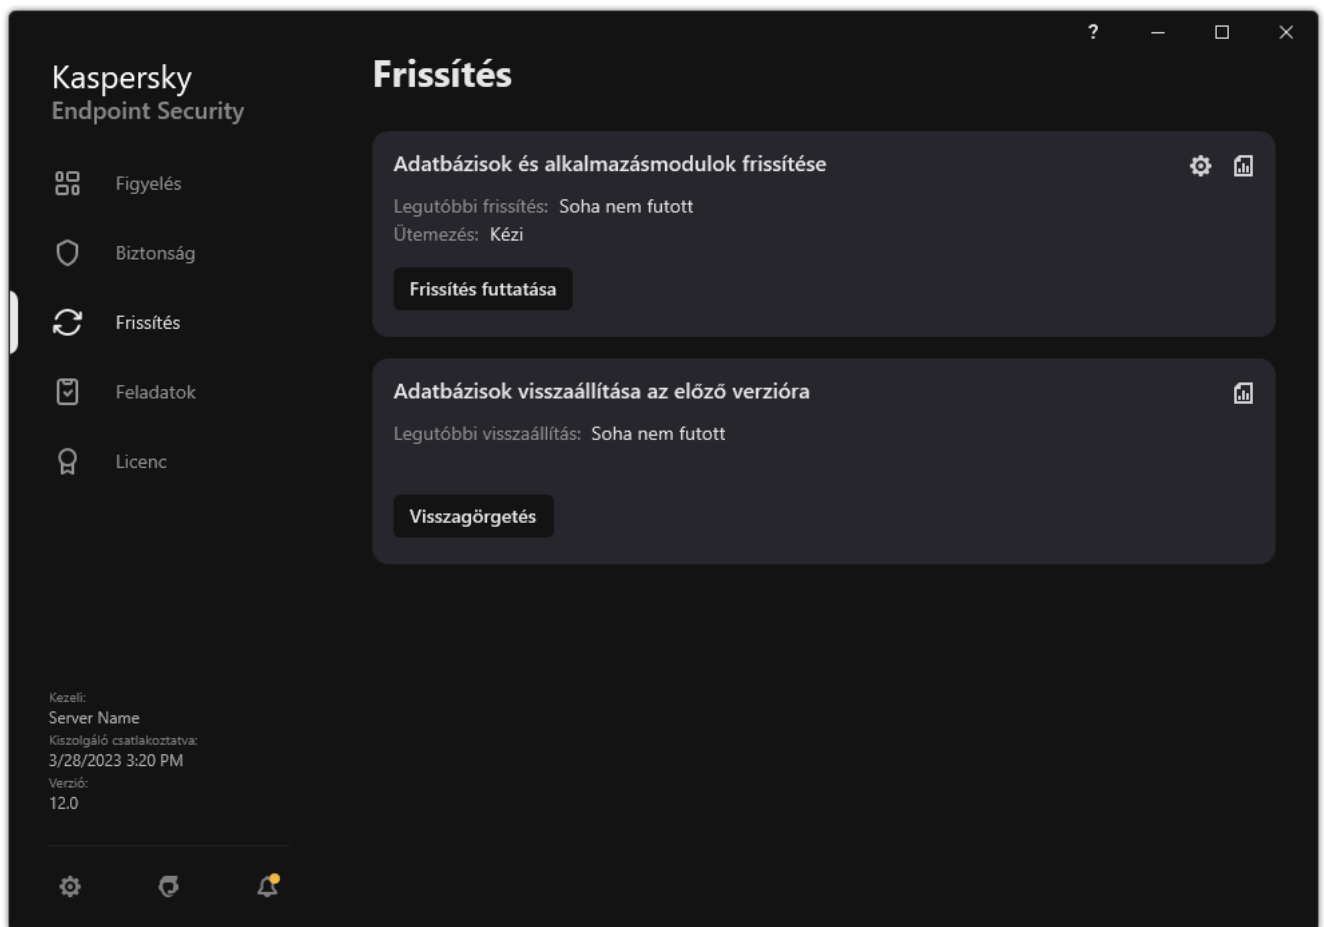 ?
Kaspersky
Endpoint Security
Figyelés
Biztonság
Frissítés
Feladatok
Licenc
Kezeli:
Server Name
Kiszolgáló csatlakoztatva:
3/28/2023 3:20 PM
Verzió:
12.0
Frissítés
Adatbázisok és alkalmazásmodulok frissítése
Legutóbbi frissítés: Soha nem futott
Ütemezés: Kézi
Frissítés futtatása
Adatbázisok visszaállítása az előző verzióra
Legutóbbi visszaállítás: Soha nem futott
Visszagörgetés